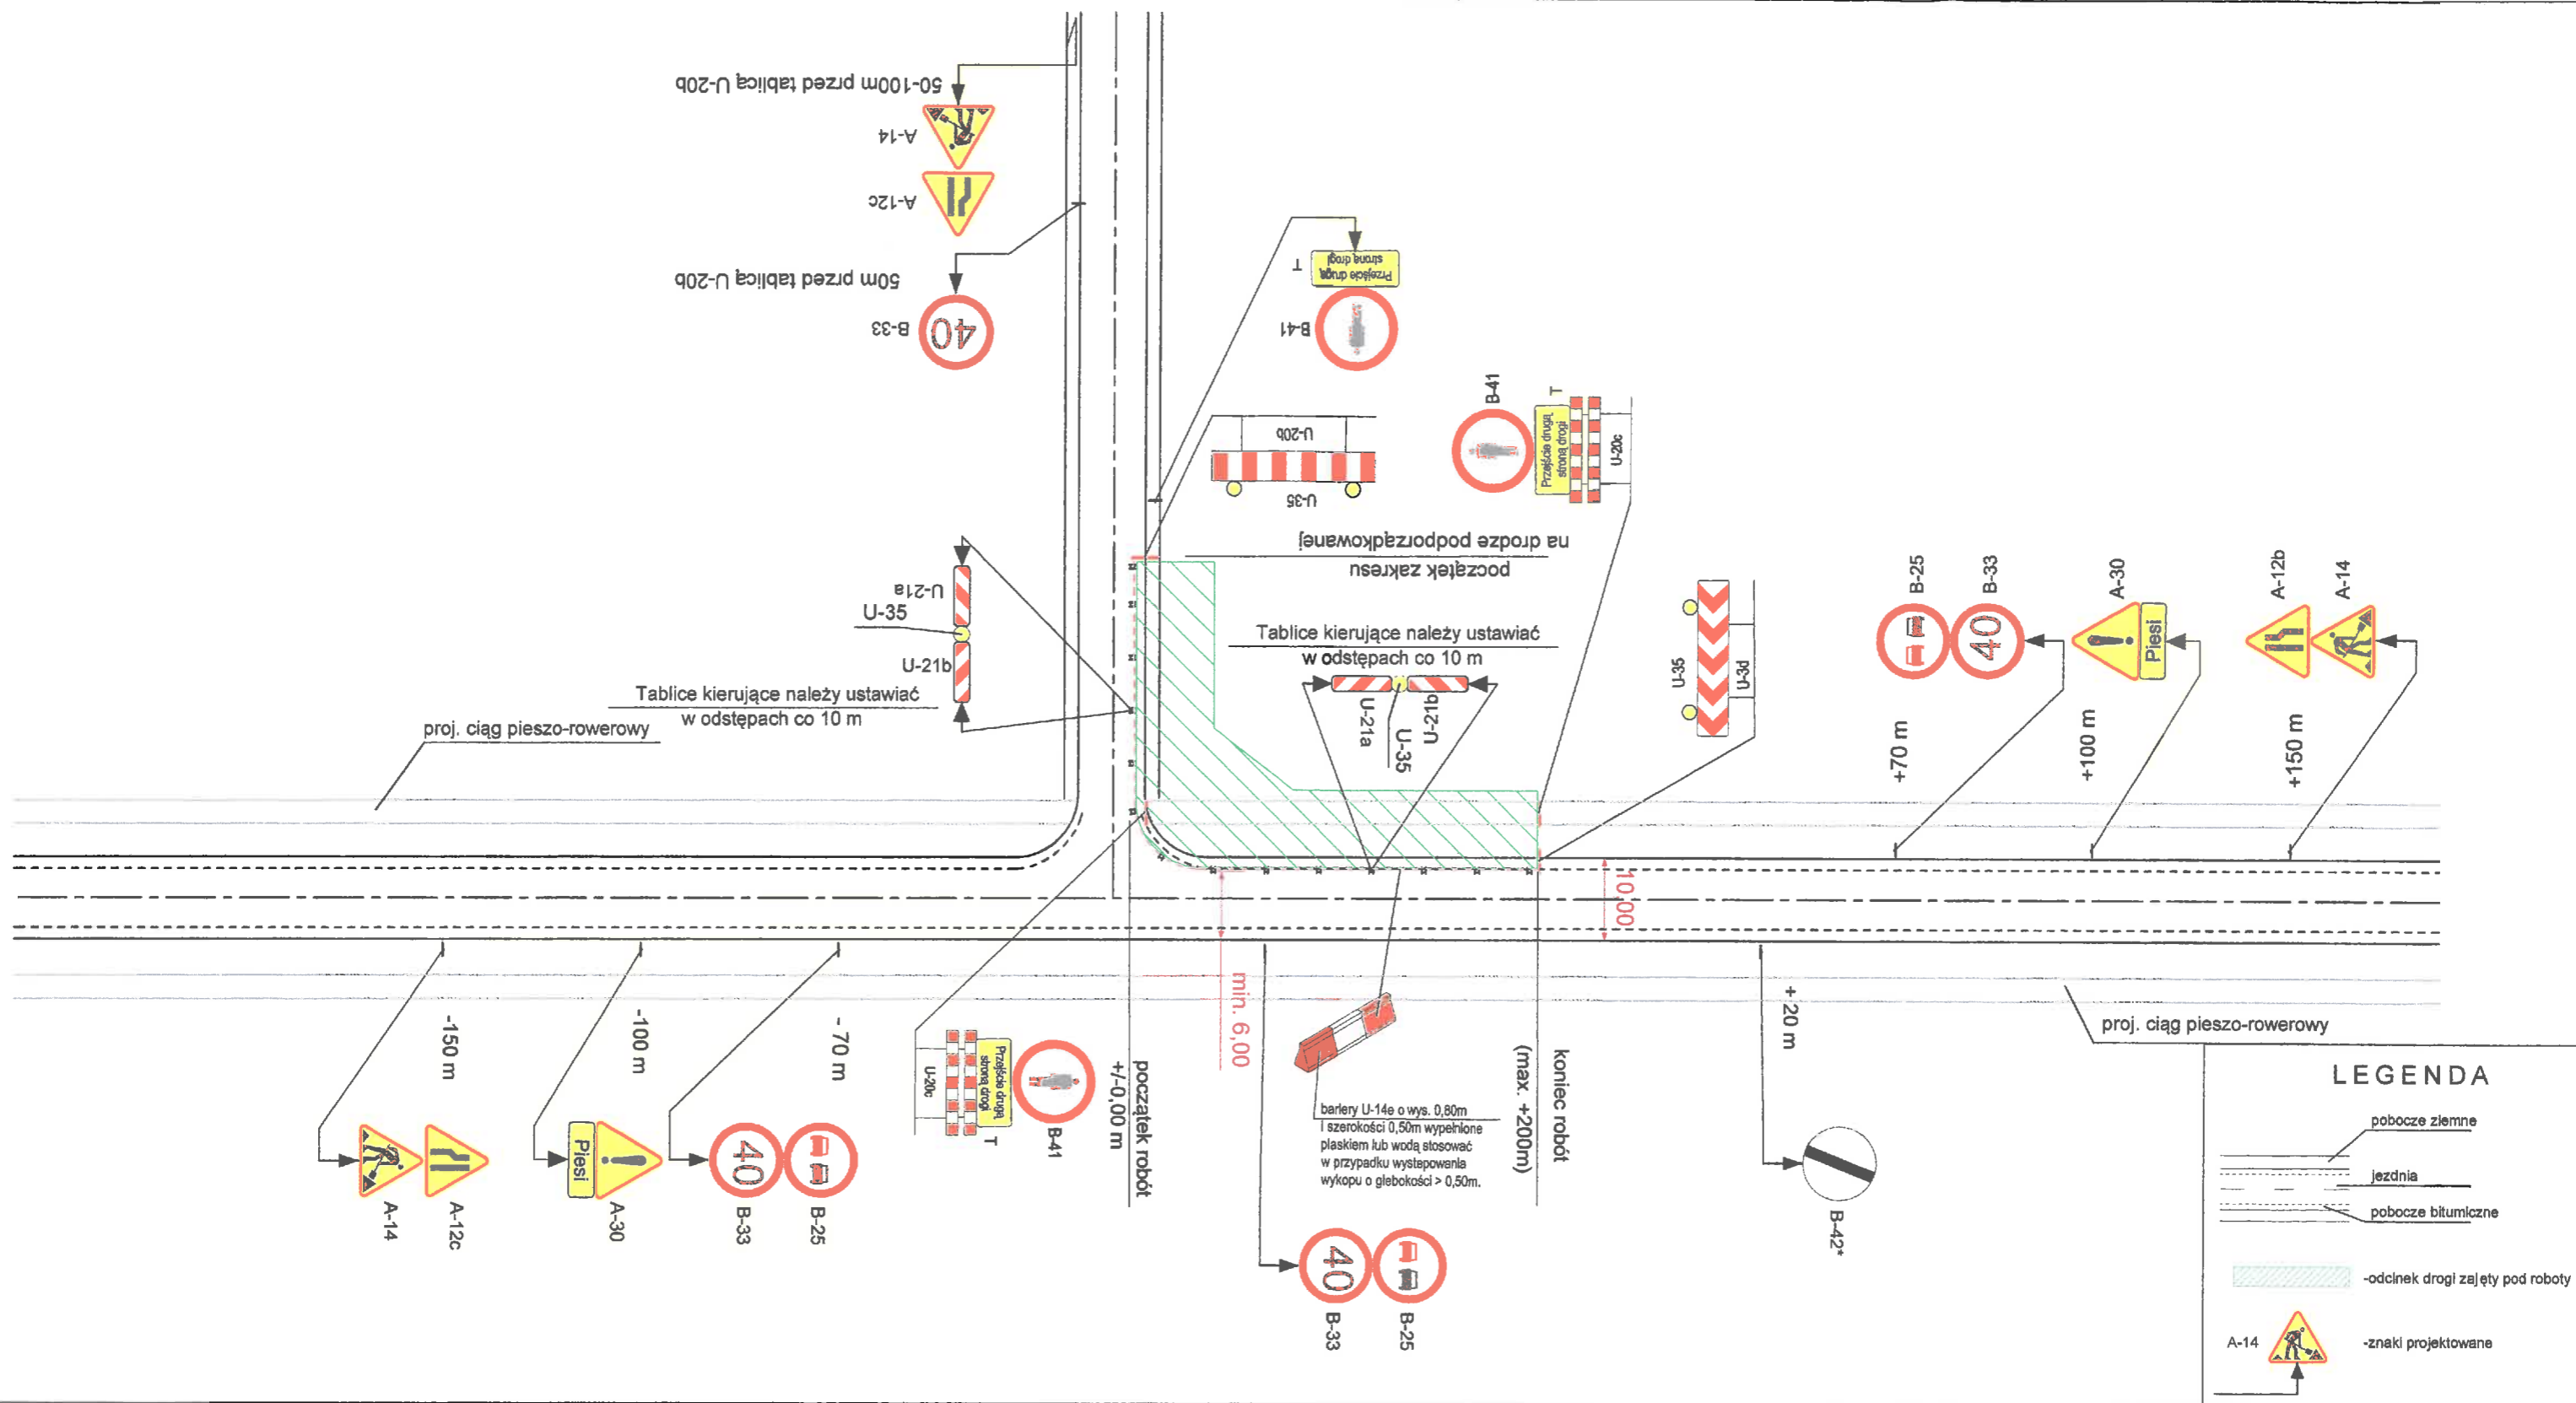 50-100m przed tablicą U-20b
A-14
A-12c
50m przed tablicą U-20b
B-33
40
T
Przejście drugą
stroną drogi
B-41
U-20b
U-35
B-41
T
Przejście drugą
stroną drogi
U-20c
początek zakresu
na drodze podporządkowanej
U-21a
U-35
U-21b
Tablice kierujące należy ustawiać
w odstępach co 10 m
proj. ciąg pieszo-rowerowy
Tablice kierujące należy ustawiać
w odstępach co 10 m
U-21a
U-35
U-21b
U-35
U-3d
B-25
B-33
40
+70 m
A-30
Piesi
+100 m
A-12b
A-14
+150 m
10,00
min. 6,00
-150 m
A-14
A-12c
-100 m
Piesi
A-30
- 70 m
40
B-33
B-25
U-20c
Przejście drugą
stroną drogi
T
B-41
początek robót
+/-0,00 m
bariery U-14e o wys. 0,80m
i szerokości 0,50m wypełnione
piaskiem lub wodą stosować
w przypadku wystepowania
wykopu o glebokości > 0,50m.
koniec robót
(max. +200m)
40
B-33
B-25
+ 20 m
B-42*
proj. ciąg pieszo-rowerowy
LEGENDA
pobocze ziemne
jezdnia
pobocze bitumiczne
-odcinek drogi zajęty pod roboty
A-14
-znaki projektowane